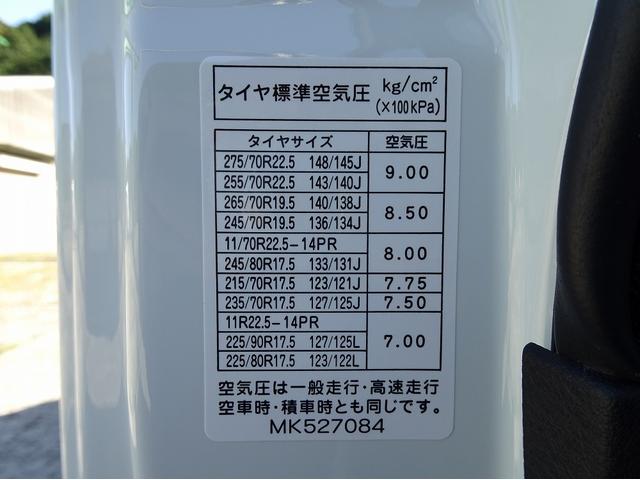 タイヤ標準空気圧 kg/cm² (×100kPa)
タイヤサイズ 空気圧
275/70R22.5 148/145J 9.00
255/70R22.5 143/140J
265/70R19.5 140/138J 8.50
245/70R19.5 136/134J
11/70R22.5-14PR 8.00
245/80R17.5 133/131J
215/70R17.5 123/121J 7.75
235/70R17.5 127/125J 7.50
11R22.5-14PR 7.00
225/90R17.5 127/125L
225/80R17.5 123/122L
空気圧は一般走行・高速走行
空車時・積車時とも同じです。
MK527084